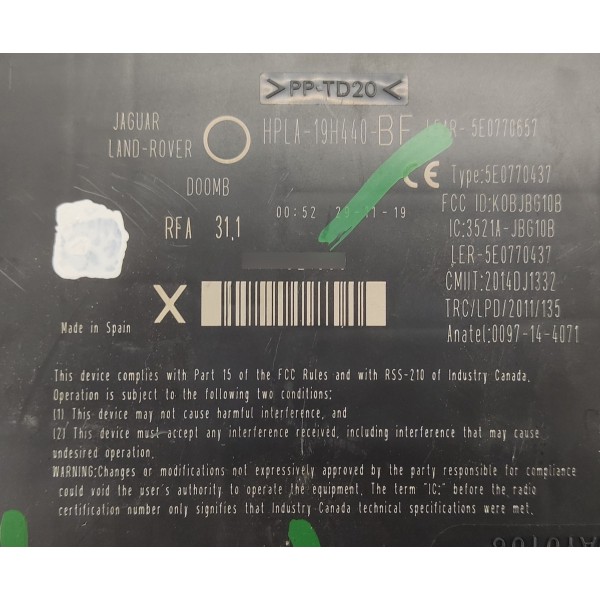 >PP-TD20<
JAGUAR
LAND-ROVER
HPLA-19H440-BF LEAR- 5E0770657
DOOMB
CE Type:5E0770437
FCC ID:KOBJBG10B
RFA 31.1
00:52 29-11-19
IC:3521A-JBG10B
LER-5E0770437
CMIIT:2014DJ1332
TRC/LPD/2011/135
X
Made in Spain
Anatel:0097-14-4071
This device complies with Part 15 of the FCC Rules and with RSS-210 of Industry Canada.
Operation is subject to the following two conditions:
(1) This device may not cause harmful interference, and
(2) This device must accept any interference received, including interference that may cause
undesired operation.
WARNING:Changes or modifications not expressively approved by the party responsible for compliance
could void the user's authority to operate the equipment. The term "IC:" before the radio
certification number only signifies that Industry Canada technical specifications were met.